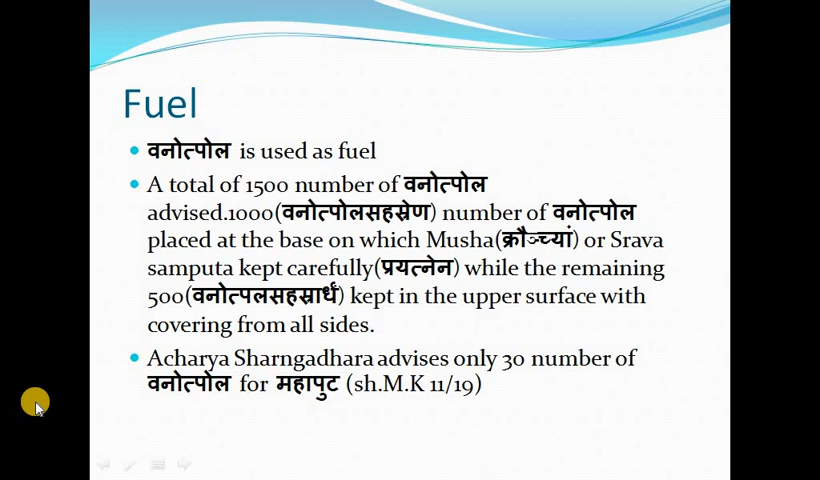 Fuel
वनोत्पोल is used as fuel
A total of 1500 number of वनोत्पोल
advised.1000(वनोत्पोलसहस्रेण) number of वनोत्पोल
placed at the base on which Musha(क्रौञ्च्यां) or Srava
samputa kept carefully(प्रयत्नेन) while the remaining
500(वनोत्पलसहस्रार्धं) kept in the upper surface with
covering from all sides.
Acharya Sharngadhara advises only 30 number of
वनोत्पोल for महापुट (sh.M.K 11/19)